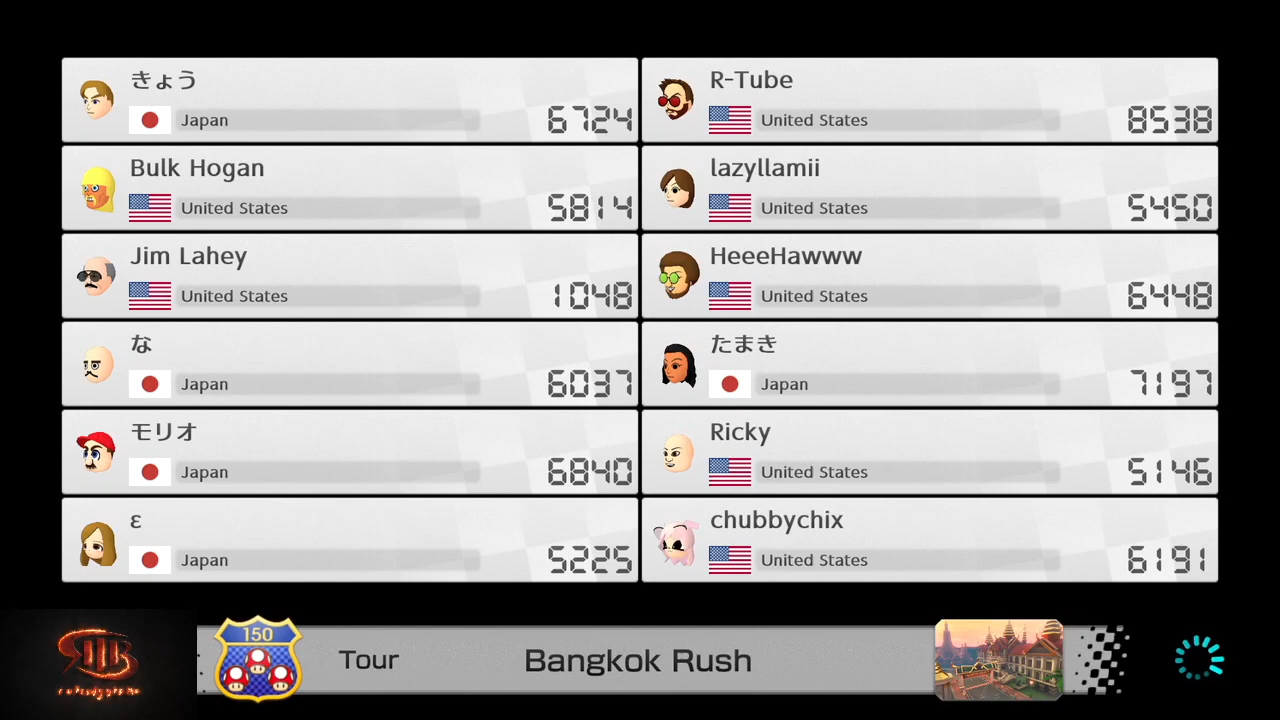 きょう
Japan
6724
R-Tube
United States
8538
Bulk Hogan
United States
5814
lazyllamii
United States
5450
Jim Lahey
United States
1048
HeeeHawww
United States
6448
な
Japan
6037
たまき
Japan
7197
モリオ
Japan
6840
Ricky
United States
5146
ε
Japan
5225
chubbychix
United States
6191
150
Tour
Bangkok Rush